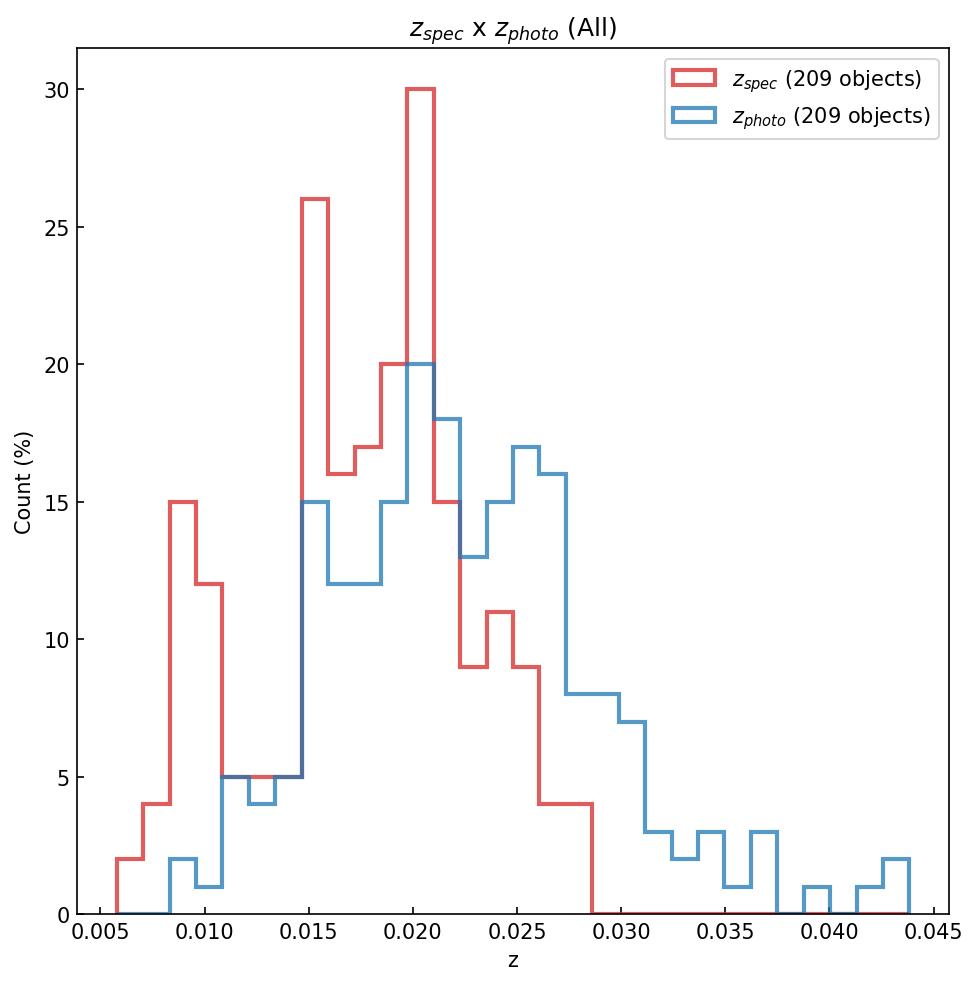 z_spec x z_photo (All)
z_spec (209 objects)
z_photo (209 objects)
Count (%)
30
25
20
15
10
5
0
0.005 0.010 0.015 0.020 0.025 0.030 0.035 0.040 0.045
z